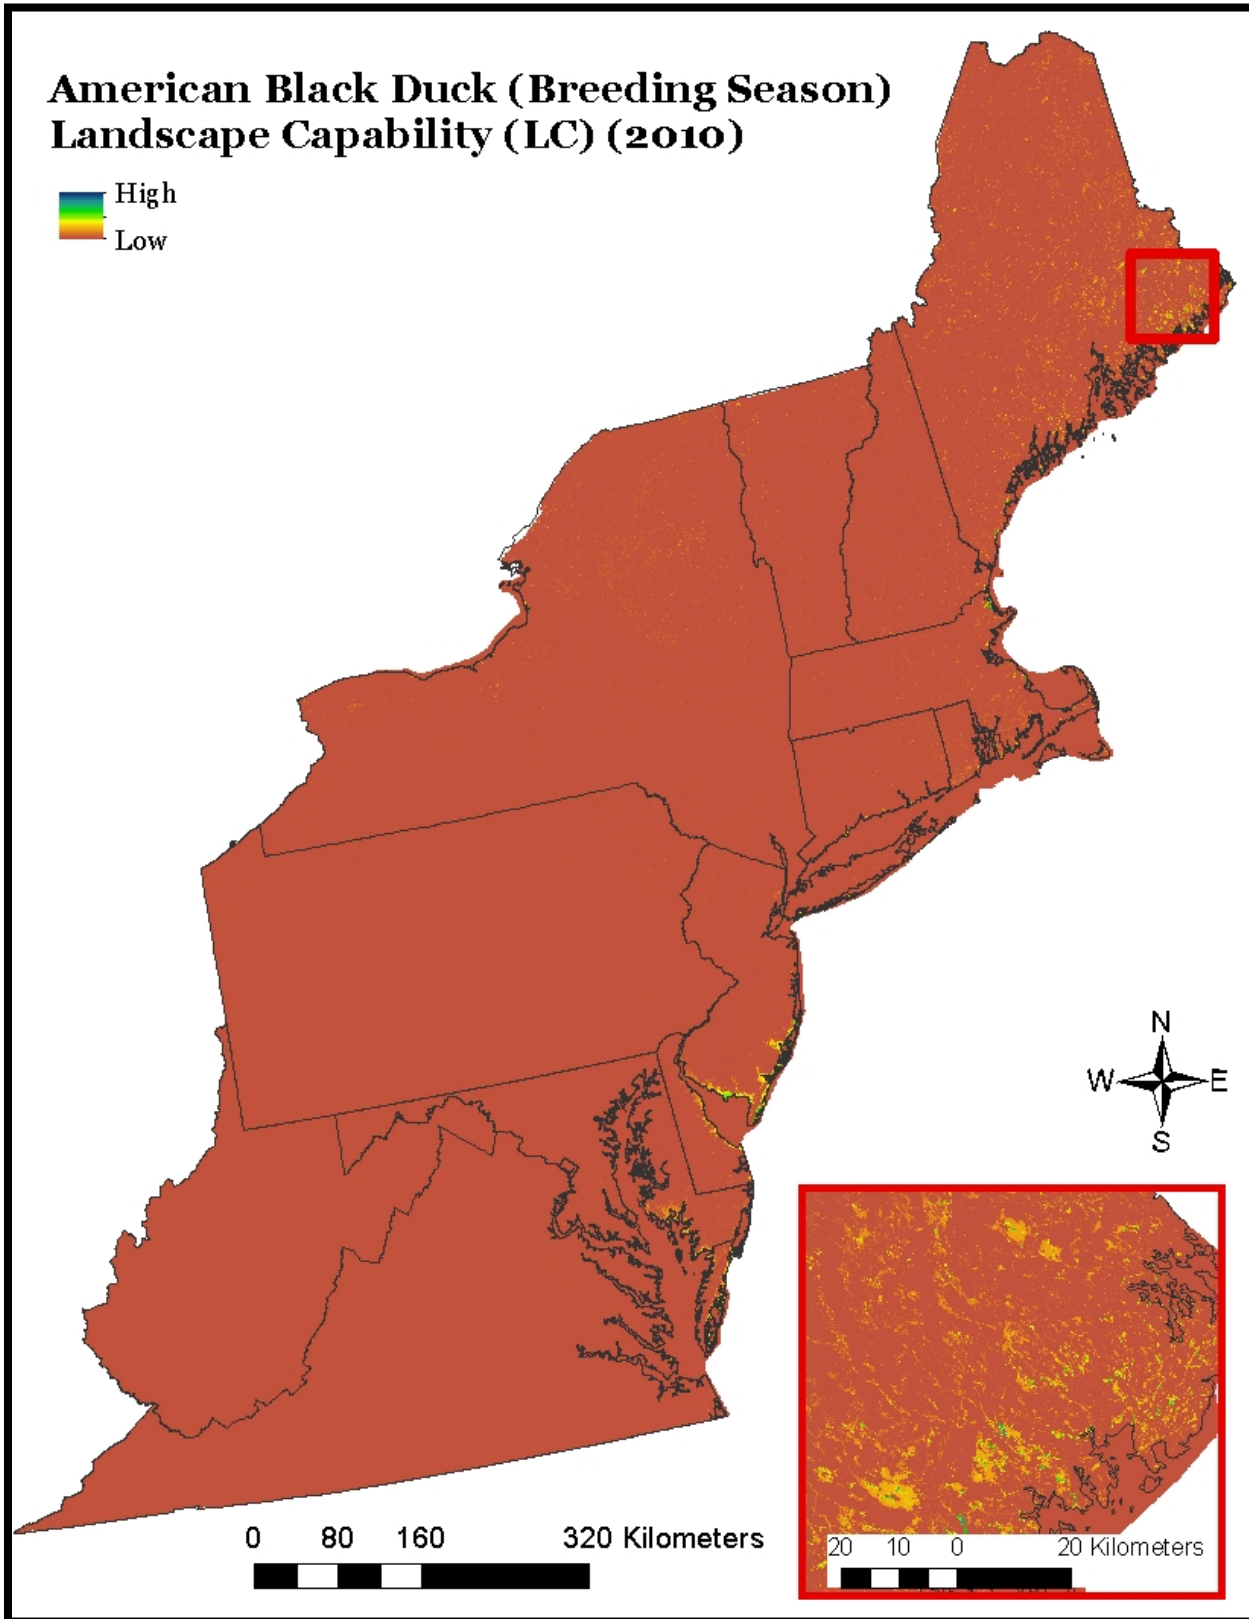 American Black Duck (Breeding Season)
Landscape Capability (LC) (2010)
High
Low
N
W E
S
0 80 160 320 Kilometers
20 10 0 20 Kilometers